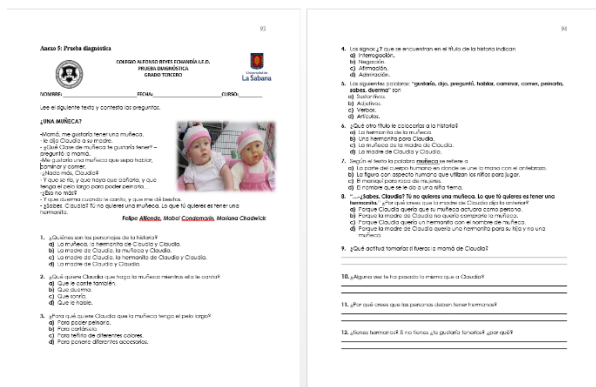 93
Anexo 5: Prueba diagnóstica
COLEGIO ALFONSO REYES ECHANDÍA I.E.D.
PRUEBA DIAGNÓSTICA
GRADO TERCERO
Universidad de
La Sabana
NOMBRE: FECHA: CURSO:
Lee el siguiente texto y contesta las preguntas.
¿UNA MUÑECA?
-Mamá, me gustaría tener una muñeca.
- le dijo Claudia a su madre.
- ¿Qué Clase de muñeca te gustaría tener? –
preguntó la mamá.
-Me gustaría una muñeca que sepa hablar,
caminar y comer.
- ¿Nada más, Claudia?
- Y que se ría, y que haya que bañarla, y que
tenga el pelo largo para poder peinarla…
-¿Eso no más?
- Y que duerma cuando le canto, y que me dé besitos.
- ¿Sabes, Claudia? Tú no quieres una muñeca. Lo que tú quieres es tener una
hermanita.
Felipe Alliende, Mabel Condemarín, Mariana Chadwick
1. ¿Quiénes son los personajes de la historia?
a) La muñeca, la hermanita de Claudia y Claudia.
b) La madre de Claudia, la muñeca y Claudia.
c) La madre de Claudia, la hermanita de Claudia y Claudia.
d) La madre de Claudia y Claudia.
2. ¿Qué quiere Claudia que haga la muñeca mientras ella le canta?
a) Que le cante también.
b) Que duerma.
c) Que sonría.
d) Que le hable.
3. ¿Para qué quiere Claudia que la muñeca tenga el pelo largo?
a) Para poder peinarla.
b) Para cortárselo.
c) Para teñirlo de diferentes colores.
d) Para ponerle diferentes accesorios.
94
4. Los signos ¿? que se encuentran en el título de la historia indican
a) Interrogación.
b) Negación.
c) Afirmación.
d) Admiración.
5. Las siguientes palabras: "gustaría, dijo, preguntó, hablar, caminar, comer, peinarla,
sabes, duerma" son
a) Sustantivos.
b) Adjetivos.
c) Verbos.
d) Artículos.
6. ¿Qué otro título le colocarías a la historia?
a) La hermanita de la muñeca.
b) Una hermanita para Claudia.
c) La muñeca de la madre de Claudia.
d) La madre de Claudia y Claudia.
7. Según el texto la palabra muñeca se refiere a
a) La parte del cuerpo humano en donde se une la mano con el antebrazo.
b) La figura con aspecto humano que utilizan los niños para jugar.
c) El maniquí para ropa de mujeres.
d) El nombre que se le da a una niña tierna.
8. "….¿Sabes, Claudia? Tú no quieres una muñeca. Lo que tú quieres es tener una
hermanita." ¿Por qué crees que la madre de Claudia dijo lo anterior?
a) Porque Claudia quería que su muñeca actuara como persona.
b) Porque la madre de Claudia no quería comprarle la muñeca.
c) Porque Claudia quería un hermanito con el nombre de muñeca.
d) Porque la madre de Claudia quería una hermanita para su hija y no una
muñeca.
9. ¿Qué actitud tomarías si fueras la mamá de Claudia?
10. ¿Alguna vez te ha pasado lo mismo que a Claudia?
11. ¿Por qué crees que las personas deben tener hermanos?
12. ¿Tienes hermanos? Si no tienes ¿te gustaría tenerlos? ¿por qué?